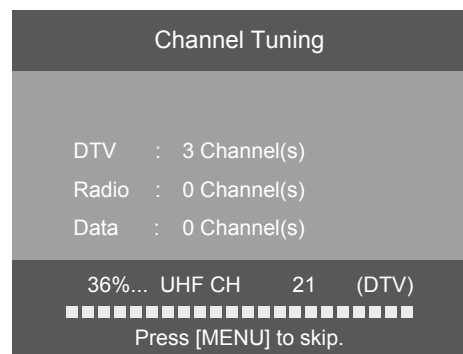 Channel Tuning
DTV : 3 Channel(s)
Radio : 0 Channel(s)
Data : 0 Channel(s)
36%... UHF CH 21 (DTV)
Press [MENU] to skip.